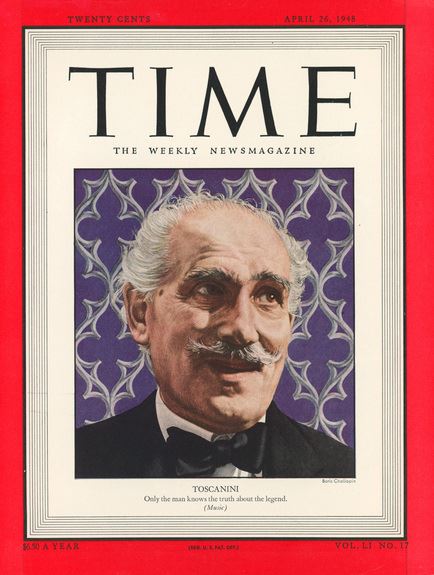 TWENTY CENTS APRIL 26, 1948
TIME
THE WEEKLY NEWSMAGAZINE
Boris Chaliapin
TOSCANINI
Only the man knows the truth about the legend.
(Music)
$6.50 A YEAR (REG. U. S. PAT. OFF.) VOL. LI NO. 17